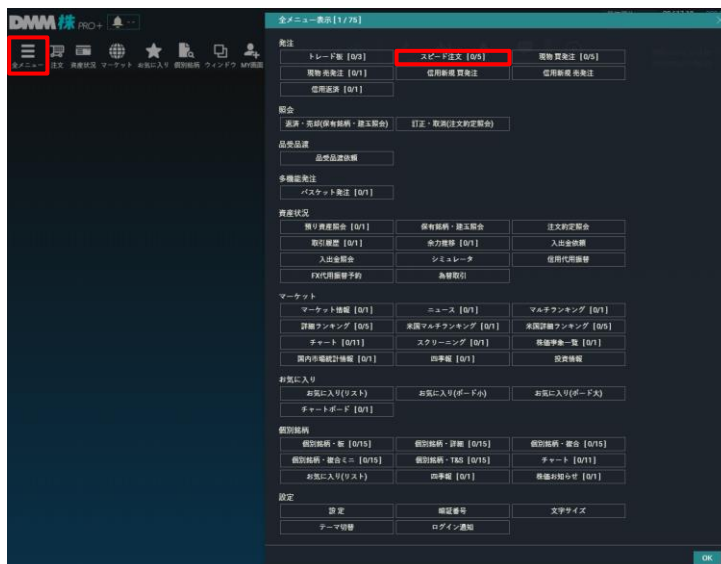 DMM株 PRO+
全メニュー 注文 資産状況 マーケット お気に入り 個別銘柄 ウィンドウ MY画面
全メニュー表示 [1/75]
発注
トレード板 [0/3] スピード注文 [0/5] 現物 買発注 [0/5]
現物 売発注 [0/1] 信用新規 買発注 信用新規 売発注
信用返済 [0/1]
照会
返済・売却(保有銘柄・建玉照会) 訂正・取消(注文約定照会)
品受品渡
品受品渡依頼
多機能発注
バスケット発注 [0/1]
資産状況
預り資産照会 [0/1] 保有銘柄・建玉照会 注文約定照会
取引履歴 [0/1] 余力推移 [0/1] 入出金依頼
入出金照会 シミュレータ 信用代用振替
FX代用振替予約 為替取引
マーケット
マーケット情報 [0/1] ニュース [0/1] マルチランキング [0/1]
詳細ランキング [0/5] 米国マルチランキング [0/1] 米国詳細ランキング [0/5]
チャート [0/11] スクリーニング [0/1] 株価学象一覧 [0/1]
国内市場統計情報 [0/1] 四季報 [0/1] 投資情報
お気に入り
お気に入り(リスト) お気に入り(ボード小) お気に入り(ボード大)
チャートボード [0/1]
個別銘柄
個別銘柄・板 [0/15] 個別銘柄・詳細 [0/15] 個別銘柄・複合 [0/15]
個別銘柄・複合ミニ [0/15] 個別銘柄・T&S [0/15] チャート [0/11]
お気に入り(リスト) 四季報 [0/1] 株価お知らせ [0/1]
設定
設定 暗証番号 文字サイズ
テーマ切替 ログイン通知
OK